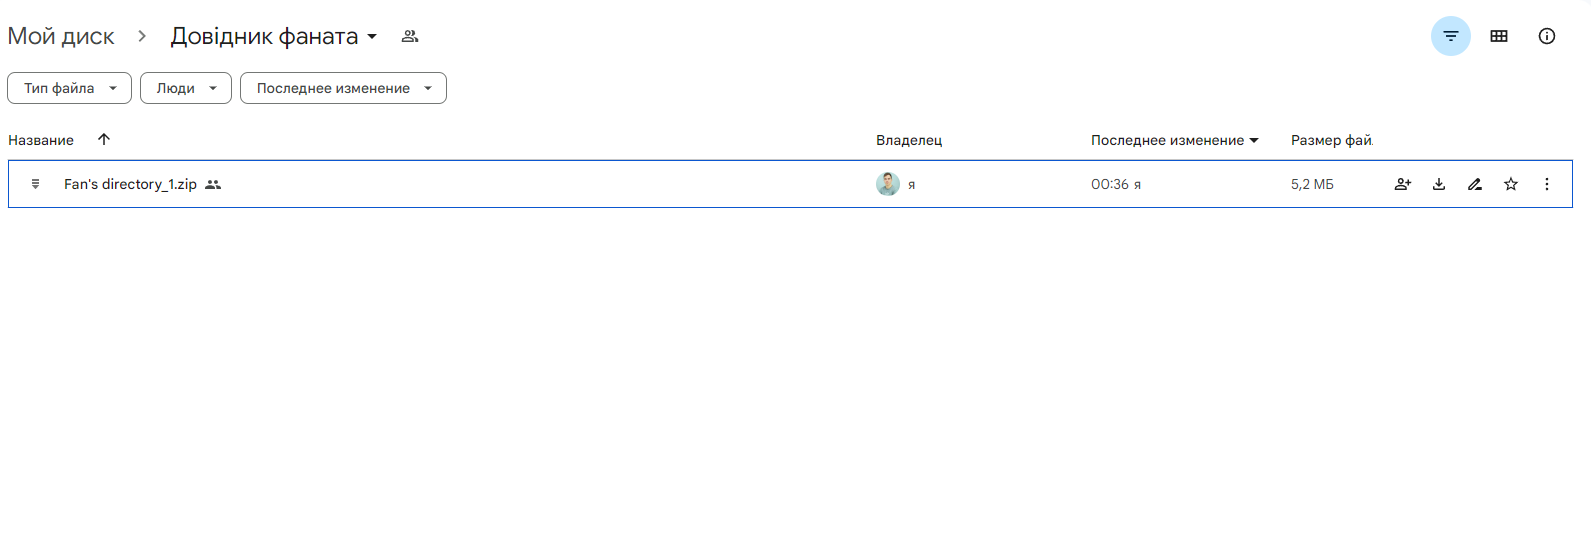 Мой диск > Довідник фаната
Тип файла Люди Последнее изменение
Название Владелец Последнее изменение Размер фай
Fan's directory_1.zip я 00:36 я 5,2 МБ